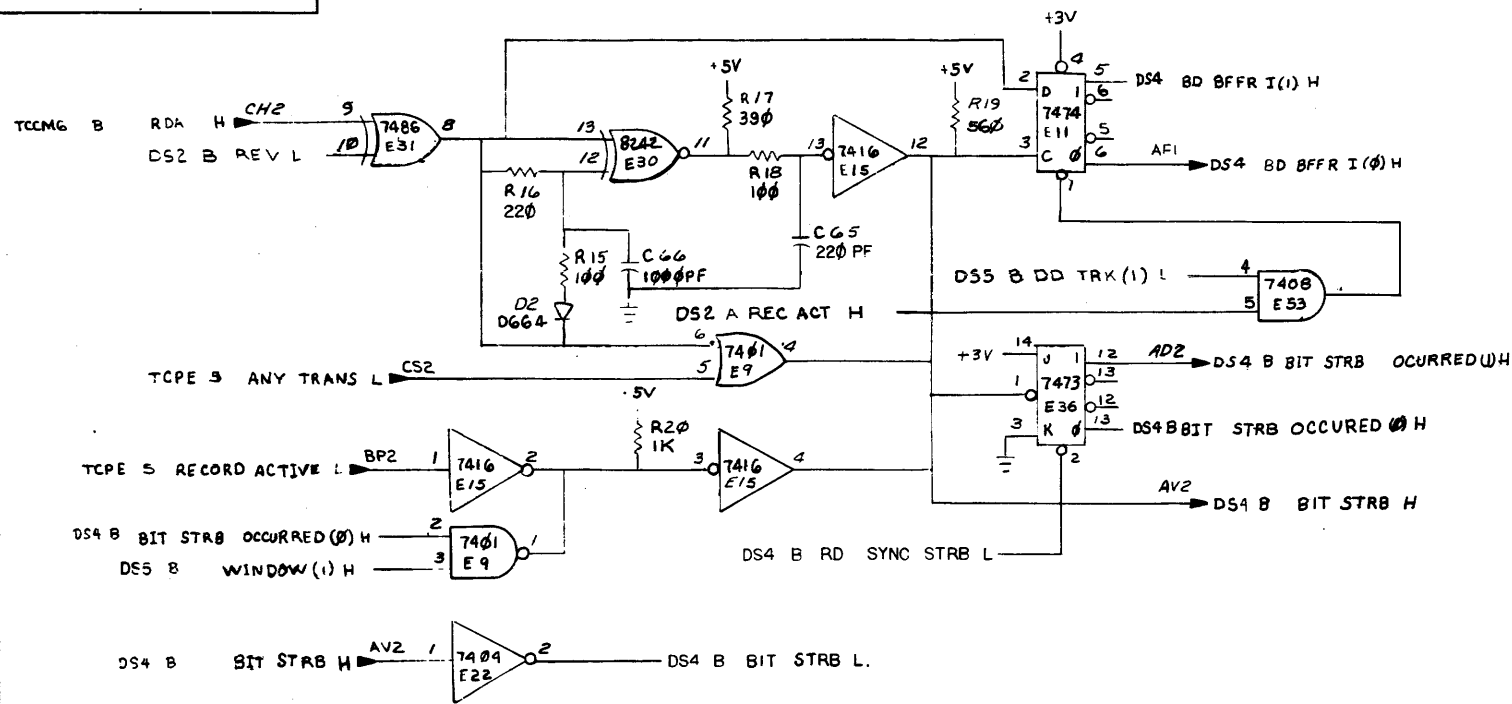 +3V
4
+5V
+5V
2
5
DS4 BD BFFR I(1) H
D 1
6
R17
39Ø
R19
56Ø
7474
E11
5
TCCMG B RDA H
CH2
9
7486
E31
8
13
8242
E30
11
13
7416
E15
12
3
C Ø
6
AF1
DS4 BD BFFR I(Ø) H
DS2 B REV L
10
12
R18
1ØØ
1
R16
22Ø
C65
22Ø PF
R15
1ØØ
C66
1ØØØPF
DS5 B DD TRK(1) L
4
7408
E53
D2
D664
DS2 A REC ACT H
5
6
7401
E9
4
+3V
14
J 1
12
AD2
DS4 B BIT STRB OCURRED(1)H
TCPE S ANY TRANS L
CS2
5
1
7473
13
E36
12
5V
3
K Ø
13
DS4B BIT STRB OCCURED Ø H
R2Ø
1K
2
TCPE S RECORD ACTIVE L
BP2
1
7416
E15
2
3
7416
E15
4
AV2
DS4 B BIT STRB H
DS4 B BIT STRB OCCURRED(Ø) H
2
7401
E9
1
DS4 B RD SYNC STRB L
DS5 B WINDOW(1) H
3
DS4 B BIT STRB H
AV2
1
7404
E22
2
DS4 B BIT STRB L.